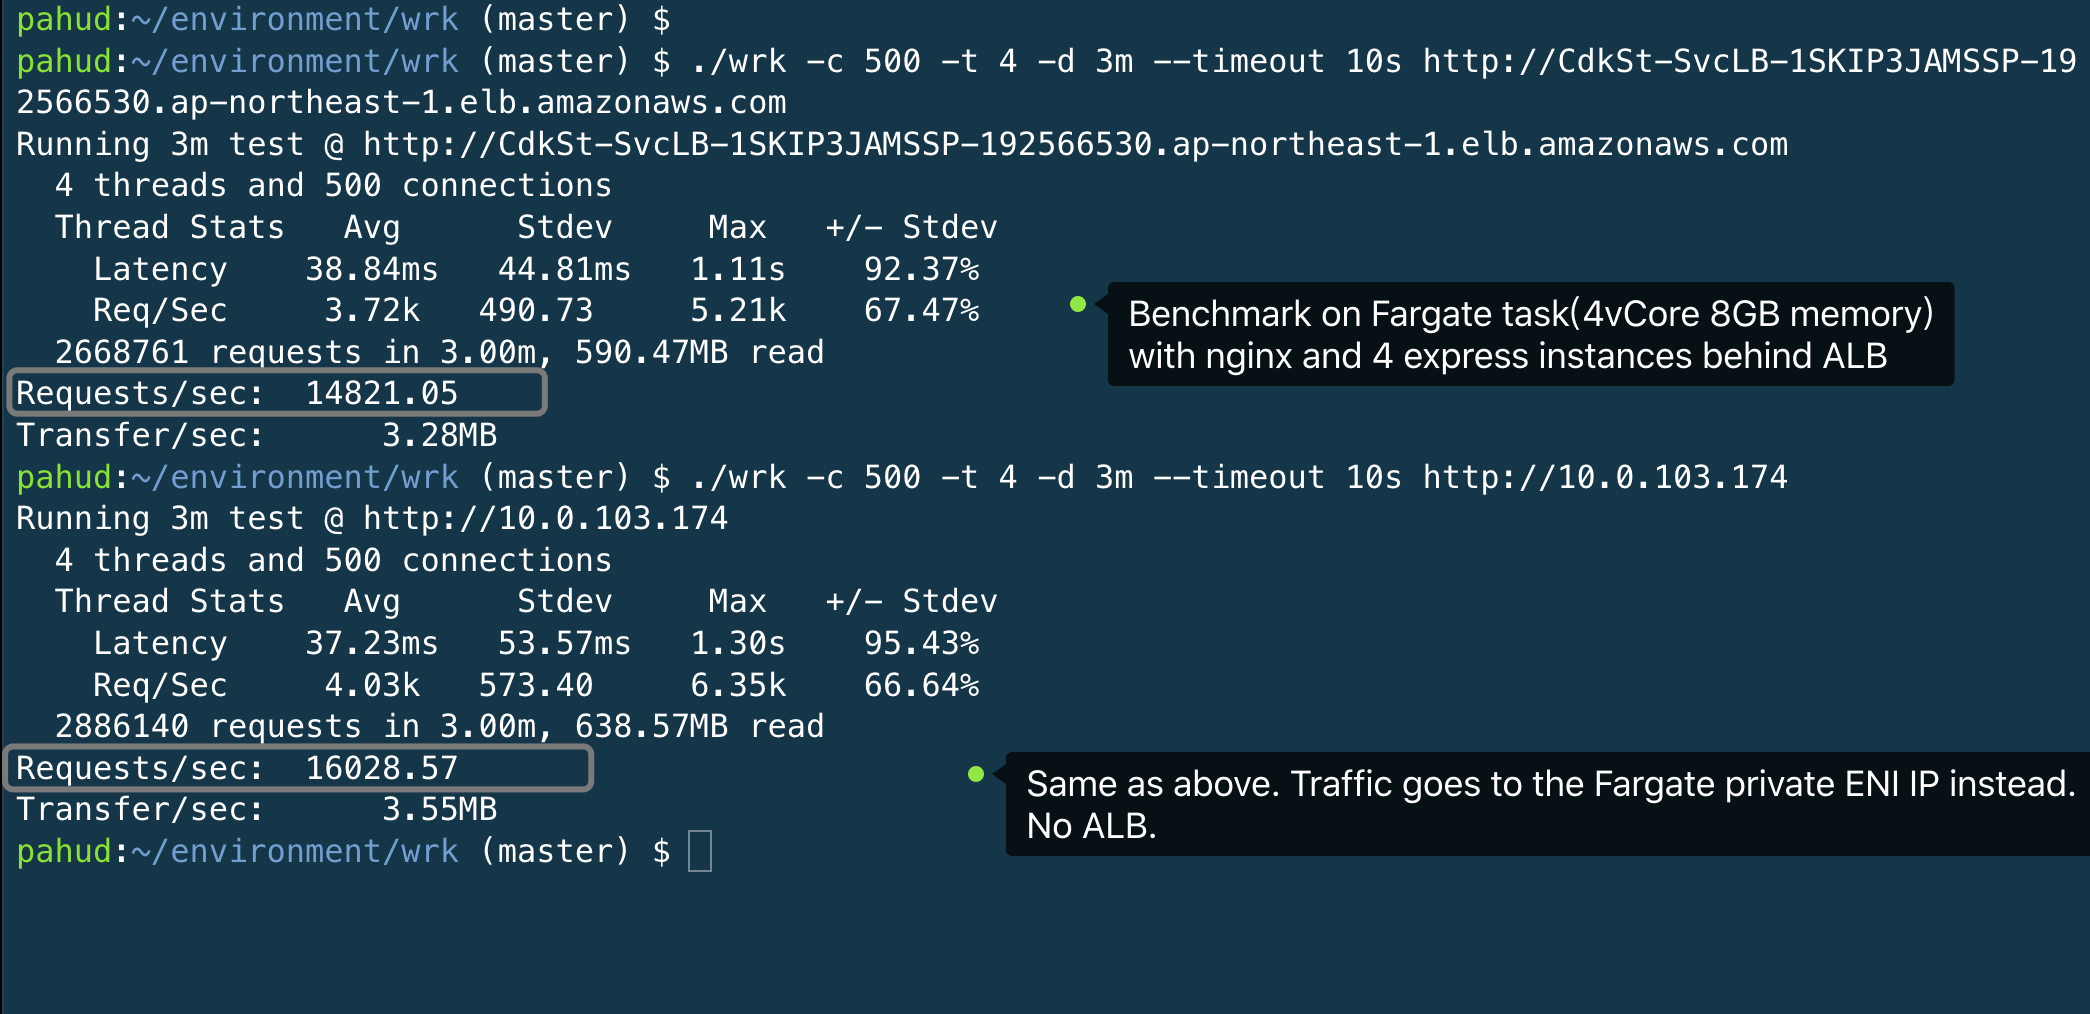 pahud:~/environment/wrk (master) $
pahud:~/environment/wrk (master) $ ./wrk -c 500 -t 4 -d 3m --timeout 10s http://CdkSt-SvcLB-1SKIP3JAMSSP-19
2566530.ap-northeast-1.elb.amazonaws.com
Running 3m test @ http://CdkSt-SvcLB-1SKIP3JAMSSP-192566530.ap-northeast-1.elb.amazonaws.com
4 threads and 500 connections
Thread Stats   Avg      Stdev     Max   +/- Stdev
Latency    38.84ms   44.81ms   1.11s    92.37%
Req/Sec     3.72k   490.73     5.21k    67.47%
Benchmark on Fargate task(4vCore 8GB memory)
with nginx and 4 express instances behind ALB
2668761 requests in 3.00m, 590.47MB read
Requests/sec:  14821.05
Transfer/sec:      3.28MB
pahud:~/environment/wrk (master) $ ./wrk -c 500 -t 4 -d 3m --timeout 10s http://10.0.103.174
Running 3m test @ http://10.0.103.174
4 threads and 500 connections
Thread Stats   Avg      Stdev     Max   +/- Stdev
Latency    37.23ms   53.57ms   1.30s    95.43%
Req/Sec     4.03k   573.40     6.35k    66.64%
2886140 requests in 3.00m, 638.57MB read
Requests/sec:  16028.57
Same as above. Traffic goes to the Fargate private ENI IP instead.
No ALB.
Transfer/sec:      3.55MB
pahud:~/environment/wrk (master) $